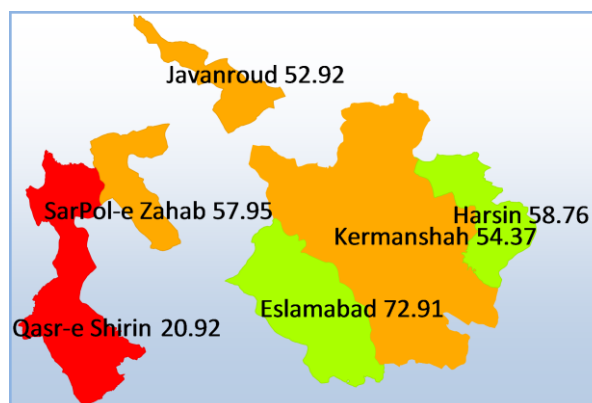 Javanroud 52.92
SarPol-e Zahab 57.95
Harsin 58.76
Kermanshah 54.37
Eslamabad 72.91
Qasr-e Shirin 20.92